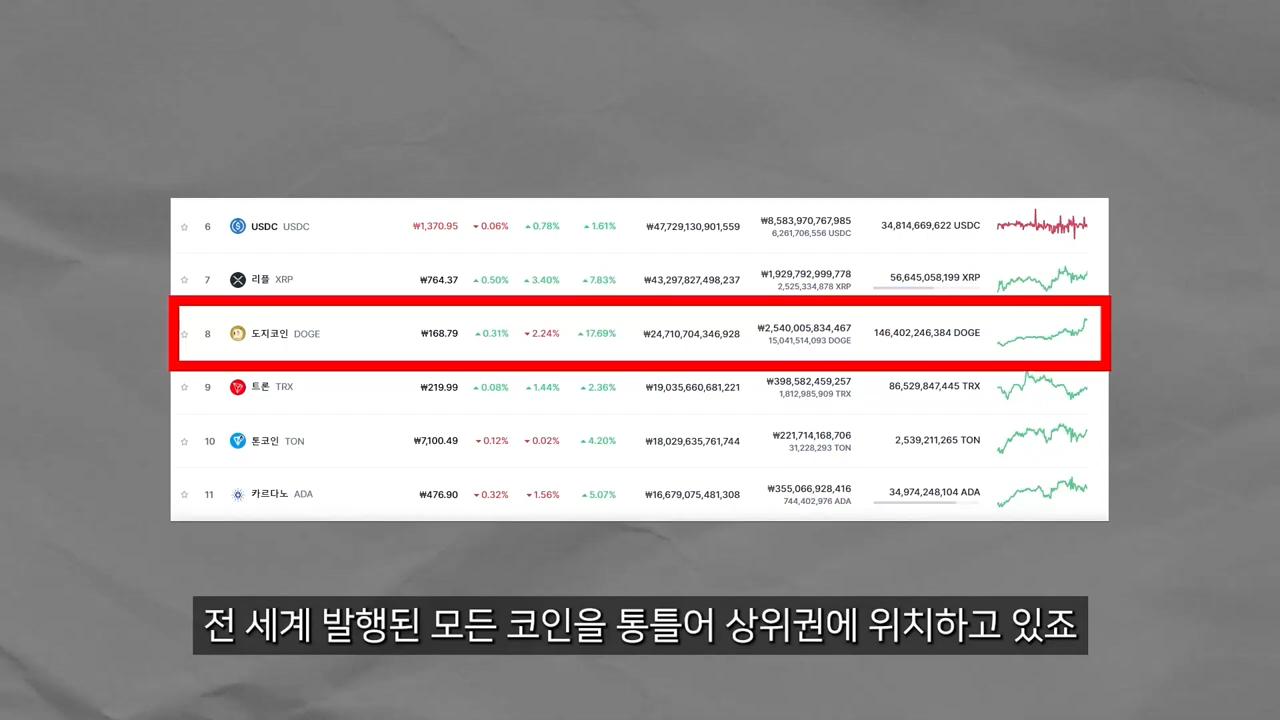 6 USDC USDC ₩1,370.95 0.06% 0.78% 1.61% ₩47,729,130,901,559 ₩8,583,970,767,985 34,814,669,622 USDC
6,261,706,556 USDC
7 리플 XRP ₩764.37 0.50% 3.40% 7.83% ₩43,297,827,498,237 ₩1,929,792,999,778 56,645,058,199 XRP
2,525,334,878 XRP
8 도지코인 DOGE ₩168.79 0.31% 2.24% 17.69% ₩24,710,704,346,928 ₩2,540,005,834,467 146,402,246,384 DOGE
15,041,514,093 DOGE
9 트론 TRX ₩219.99 0.08% 1.44% 2.36% ₩19,035,660,681,221 ₩398,582,459,257 86,529,847,445 TRX
1,812,985,909 TRX
10 톤코인 TON ₩7,100.49 0.12% 0.02% 4.20% ₩18,029,635,761,744 ₩221,714,168,706 2,539,211,265 TON
31,228,293 TON
11 카르다노 ADA ₩476.90 0.32% 1.56% 5.07% ₩16,679,075,481,308 ₩355,066,928,416 34,974,248,104 ADA
744,402,976 ADA
전 세계 발행된 모든 코인을 통틀어 상위권에 위치하고 있죠